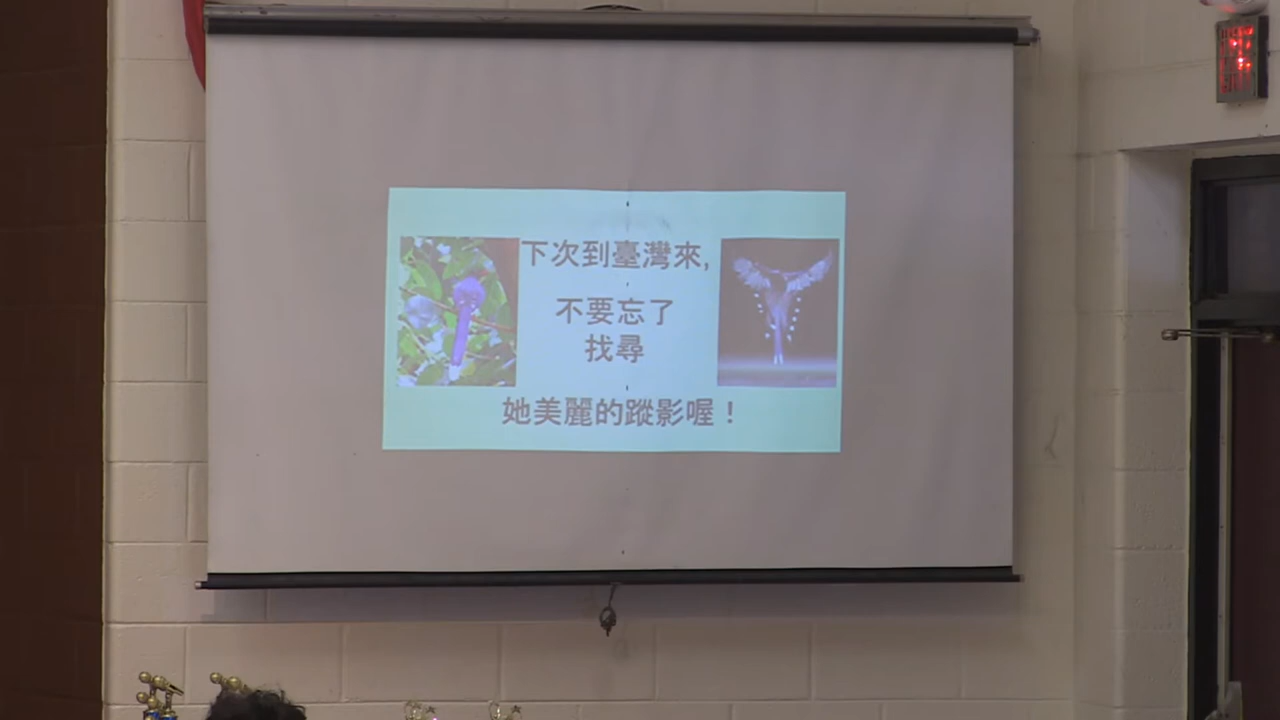 下次到臺灣來,
不要忘了
找尋
她美麗的蹤影喔！